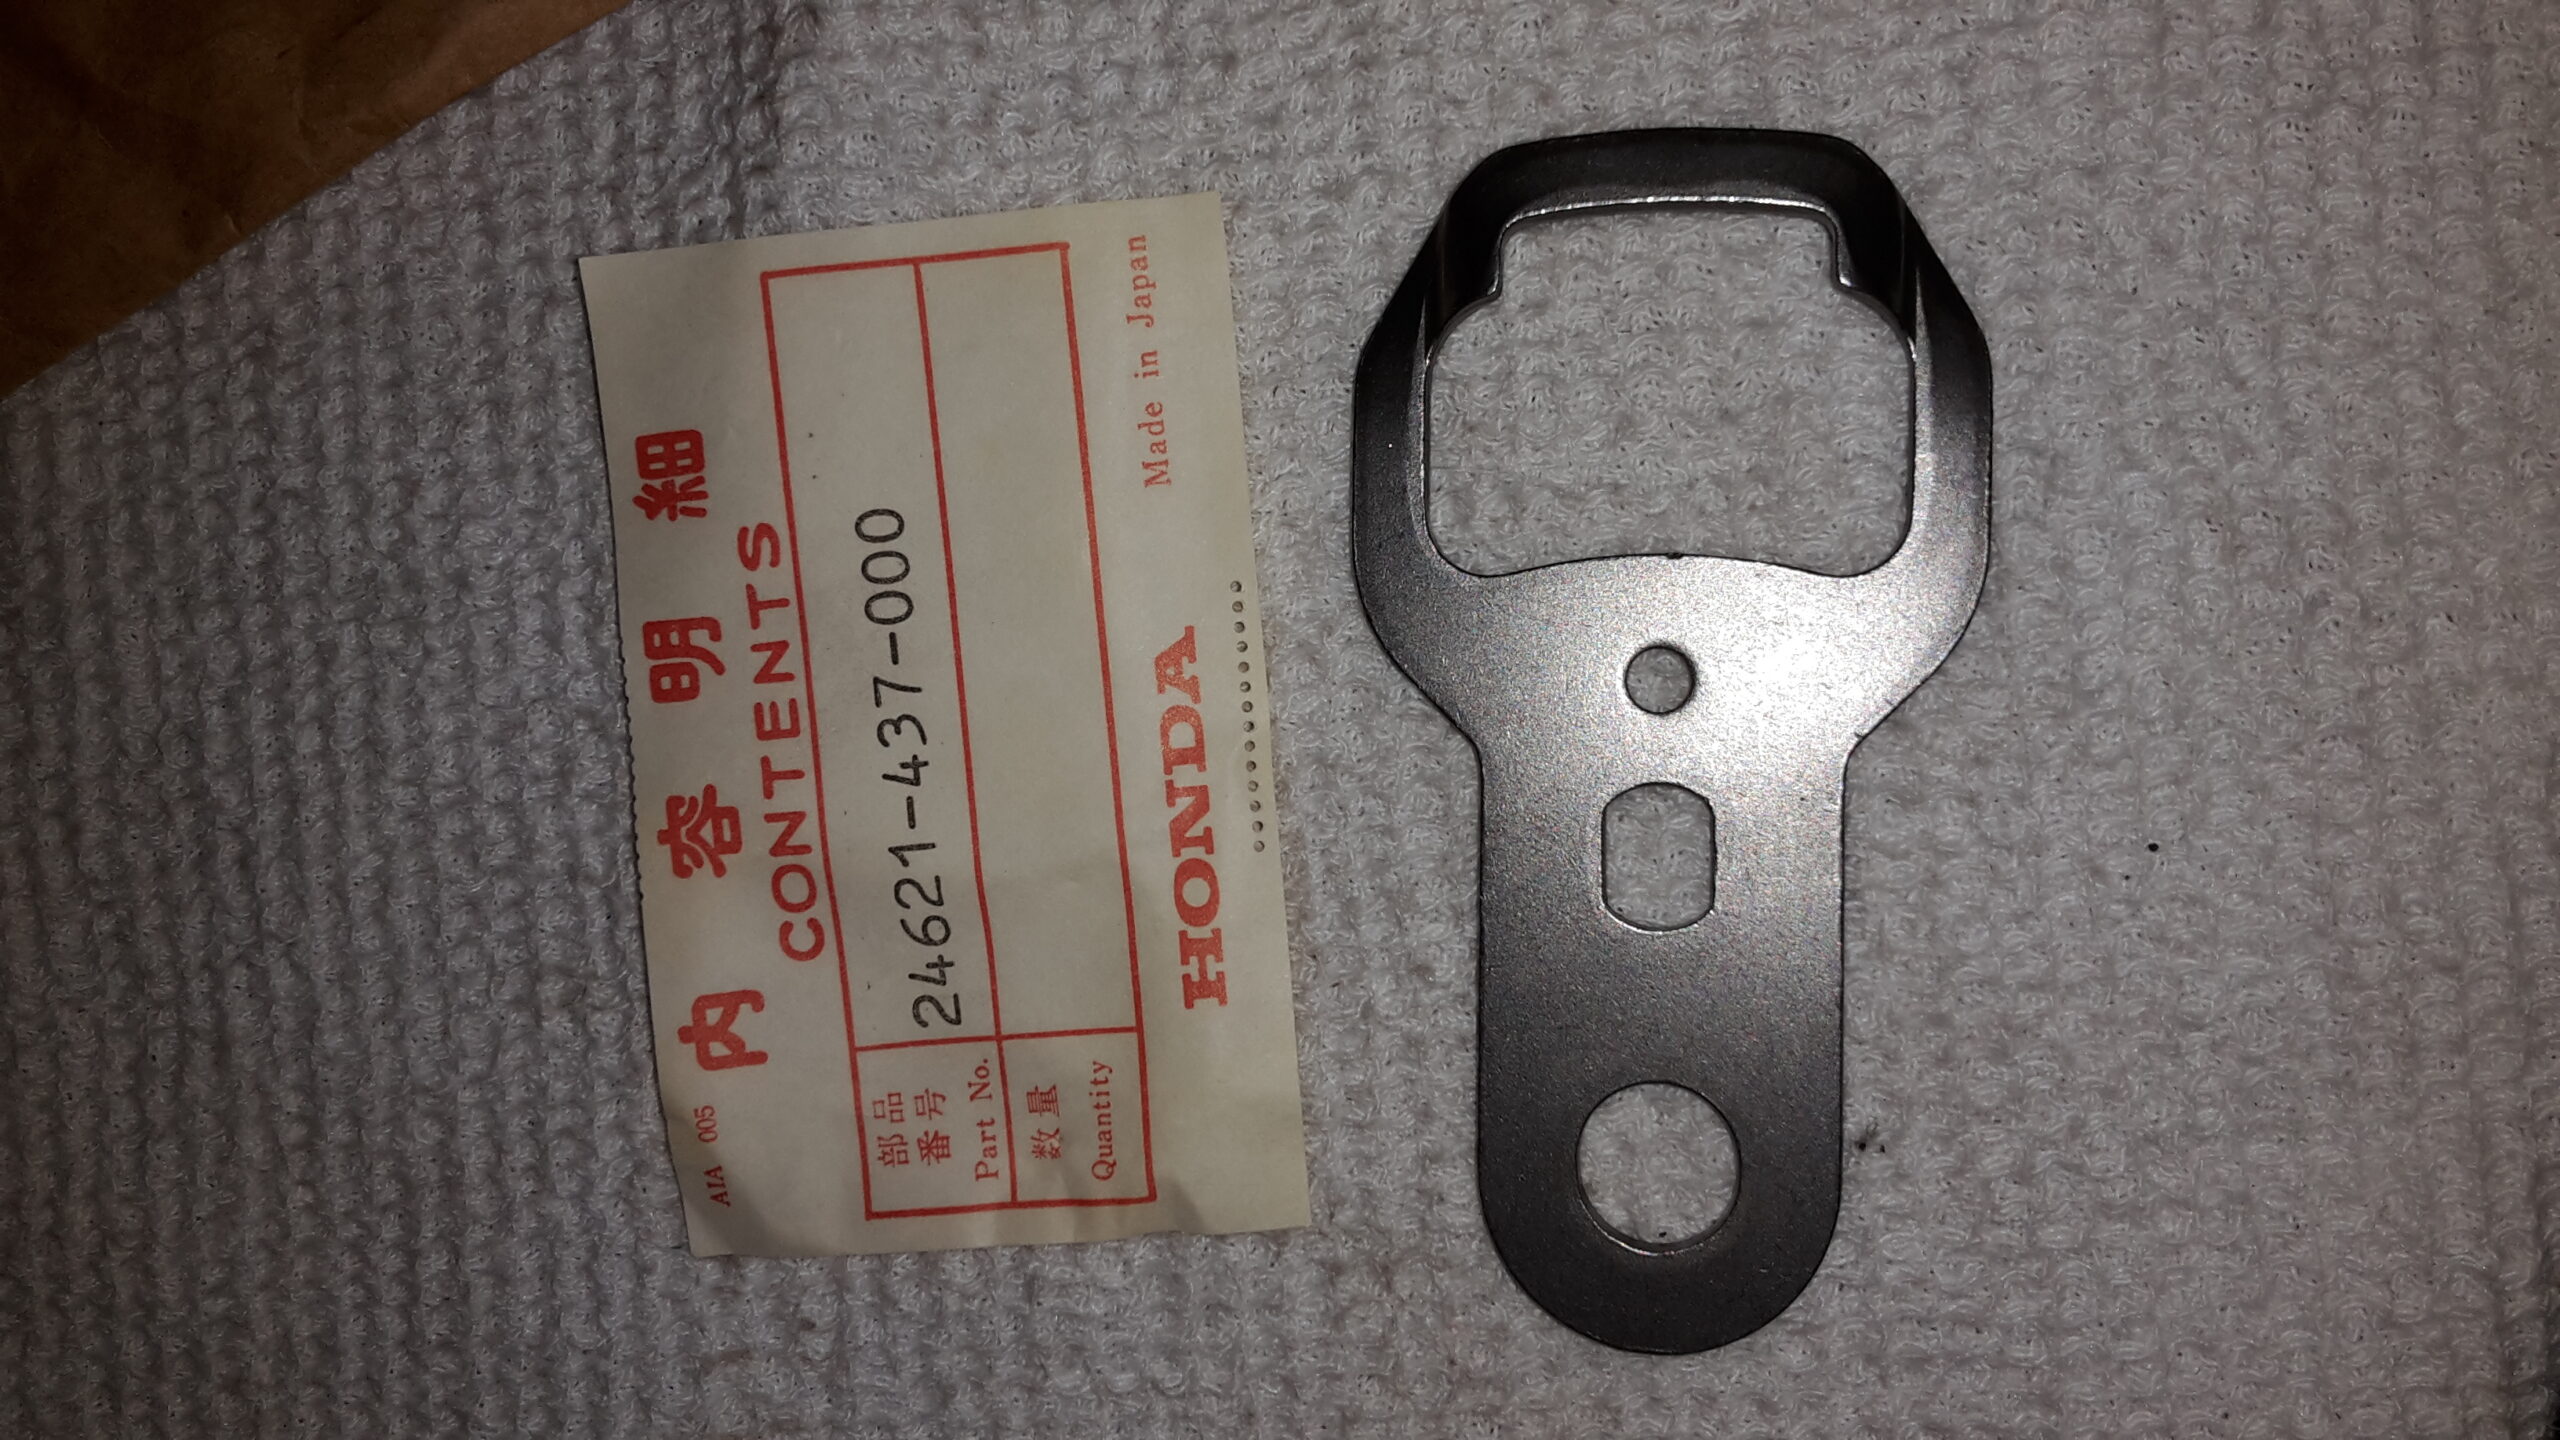 AIA 005
内容明細
CONTENTS
部品
番号
Part No.
24621-437-000
数量
Quantity
HONDA
Made in Japan